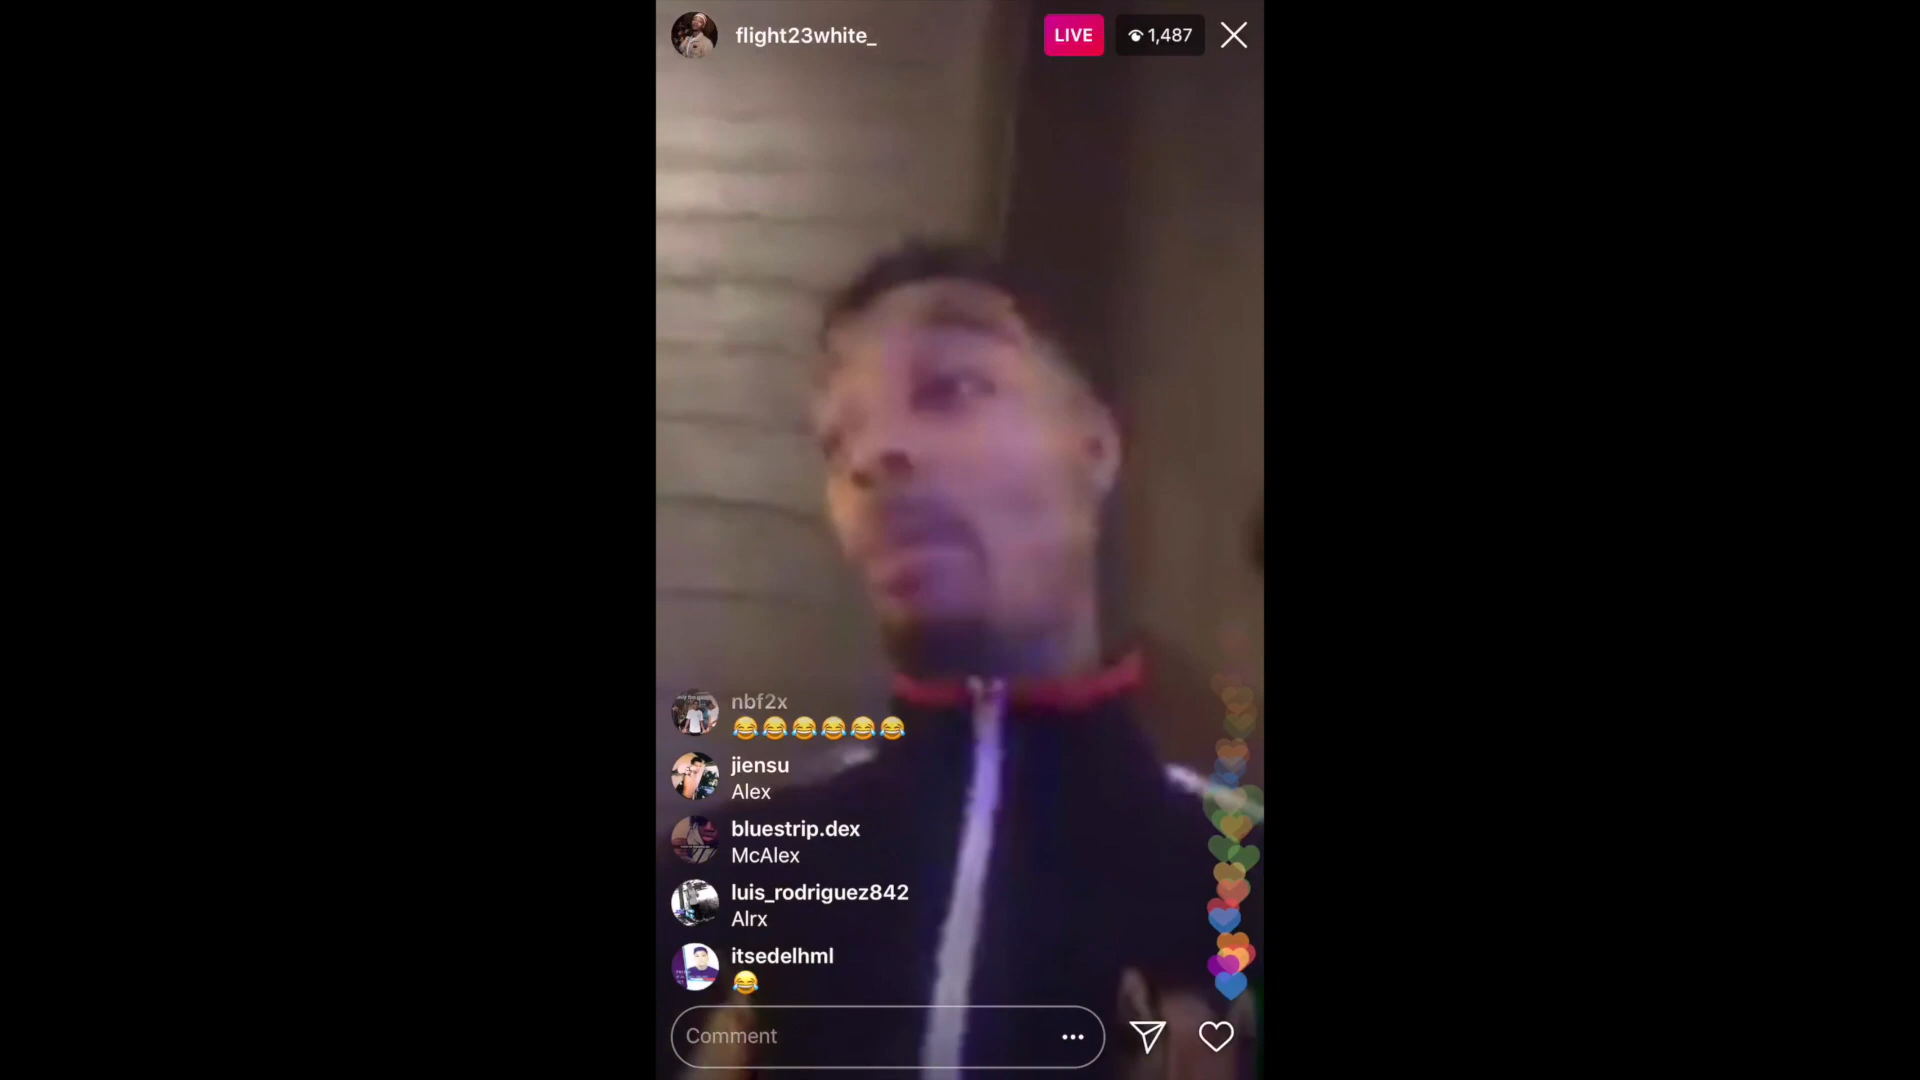 flight23white_
LIVE
1,487
nbf2x
😂😂😂😂😂😂
jiensu
Alex
bluestrip.dex
McAlex
luis_rodriguez842
Alrx
itsedelhml
😂
Comment